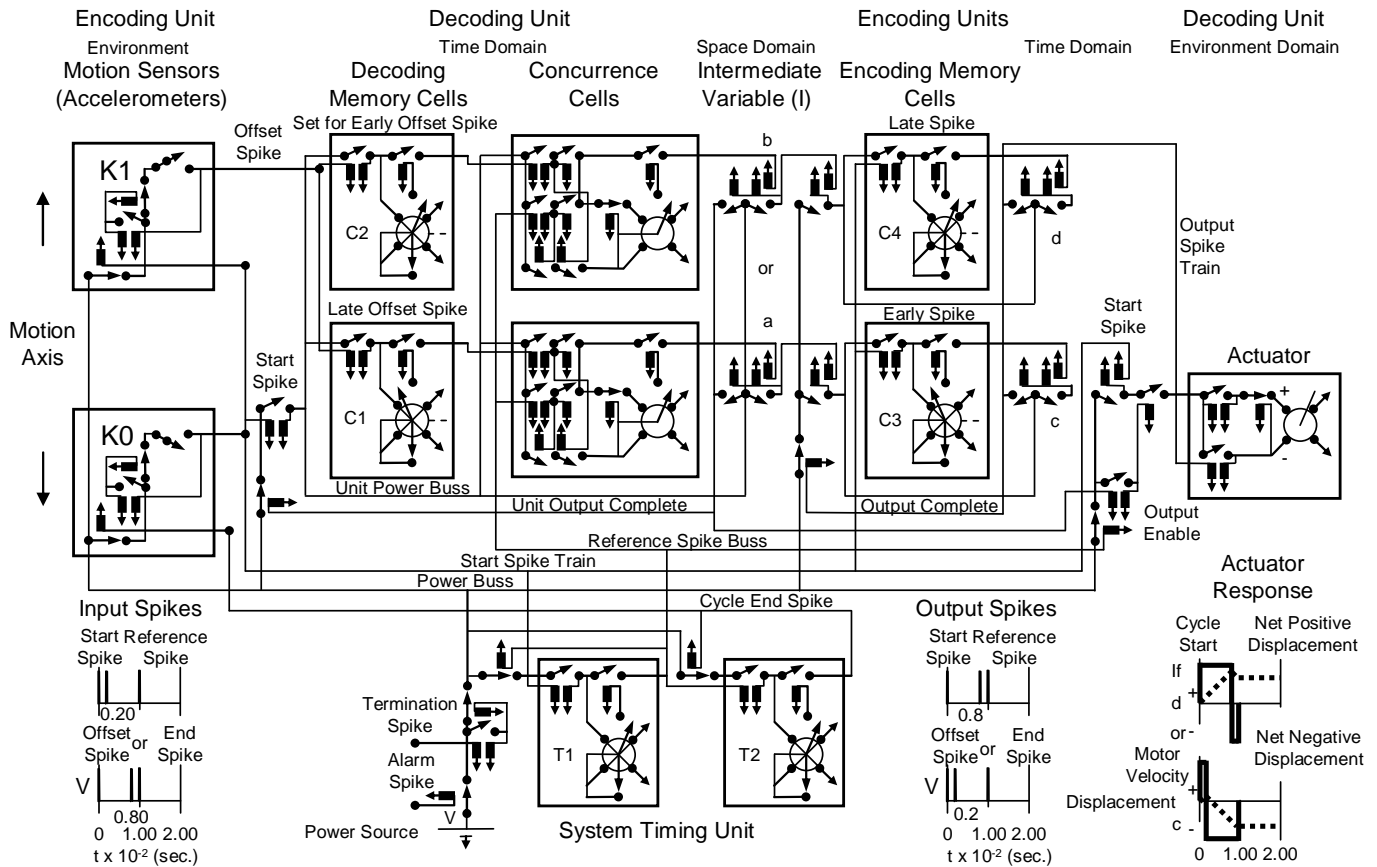 Encoding Unit
Decoding Unit
Encoding Units
Decoding Unit
Environment
Time Domain
Space Domain
Time Domain
Environment Domain
Motion Sensors
(Accelerometers)
Decoding
Memory Cells
Concurrence
Cells
Intermediate
Variable (I)
Encoding Memory
Cells
Offset
Spike
Set for Early Offset Spike
Late Spike
K1
C2
b
C4
d
Output
Spike
Train
or
Motion
Axis
Late Offset Spike
a
Early Spike
Start
Spike
Start
Spike
Actuator
K0
C1
C3
c
+
-
Unit Power Buss
Unit Output Complete
Output Complete
Output
Enable
Reference Spike Buss
Start Spike Train
Power Buss
Cycle End Spike
Input Spikes
Start Reference
Spike Spike
0.20
Offset or End
Spike Spike
V
0.80
0 1.00 2.00
t x 10-2 (sec.)
Termination
Spike
Alarm
Spike
V
Power Source
T1
T2
System Timing Unit
Output Spikes
Start Reference
Spike Spike
0.8
Offset or End
Spike Spike
V
0.2
0 1.00 2.00
t x 10-2 (sec.)
Actuator
Response
Cycle
Start
Net Positive
Displacement
If
+
d
or -
Motor
Velocity
Net Negative
Displacement
+
Displacement
c -
0 1.00 2.00
t x 10-2 (sec.)